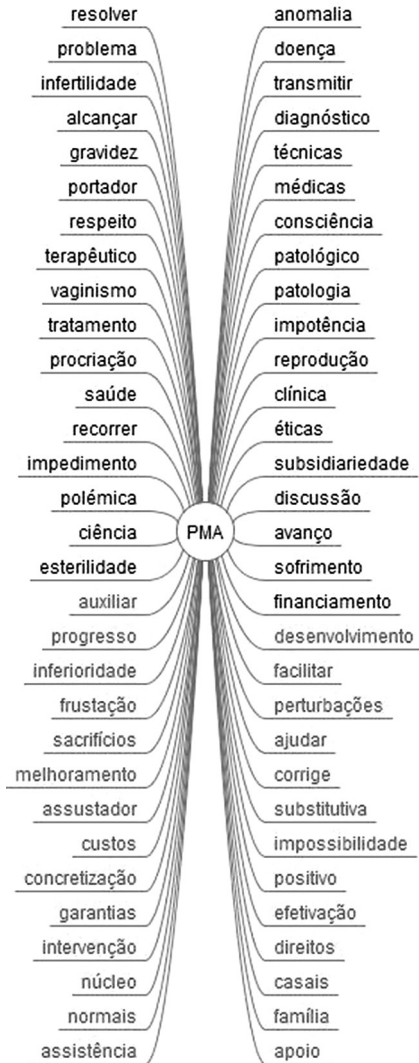 resolver
problema
infertilidade
alcançar
gravidez
portador
respeito
terapêutico
vaginismo
tratamento
procriação
saúde
recorrer
impedimento
polémica
ciência
esterilidade
auxiliar
progresso
inferioridade
frustação
sacrifícios
melhoramento
assustador
custos
concretização
garantias
intervenção
núcleo
normais
assistência
PMA
anomalia
doença
transmitir
diagnóstico
técnicas
médicas
consciência
patológico
patologia
impotência
reprodução
clínica
éticas
subsidiariedade
discussão
avanço
sofrimento
financiamento
desenvolvimento
facilitar
perturbações
ajudar
corrige
substitutiva
impossibilidade
positivo
efetivação
direitos
casais
família
apoio